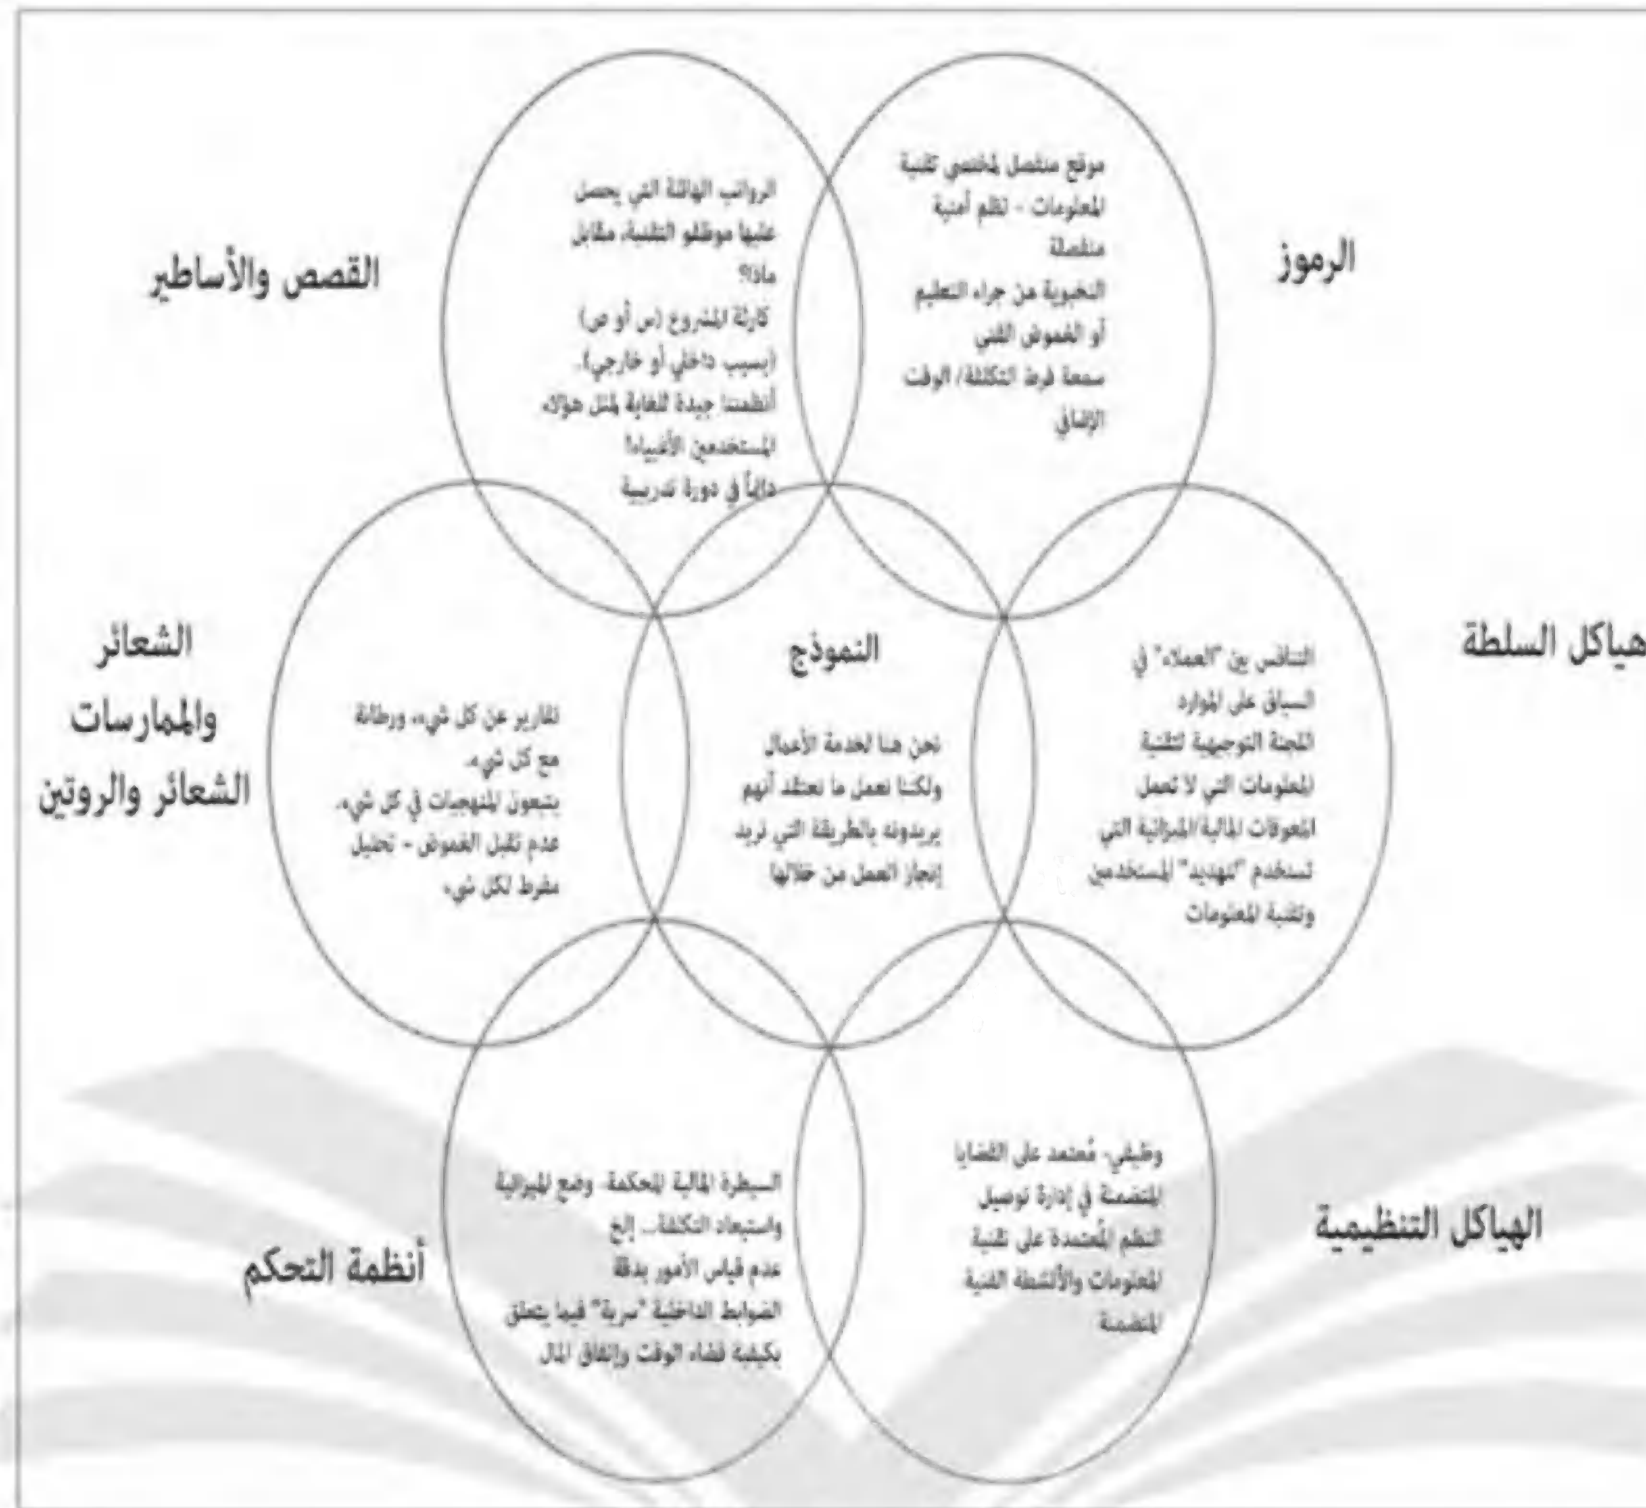 الرموز
موقع منفصل لمختصي تقنية
المعلومات - نظم أمنية
منفصلة
النخبوية من جراء التعليم
أو الغموض الفني
سمعة فرط التكلفة/ الوقت
الإضافي
القصص والأساطير
الرواتب الهائلة التي يحصل
عليها موظفو التقنية، مقابل
ماذا؟
كارثة المشروع (س أو ص)
(بسبب داخلي أو خارجي).
أنظمتنا جيدة للغاية لمثل هؤلاء
المستخدمين الأغبياء!
دائماً في دورة تدريبية
هياكل السلطة
التنافس بين "العملاء" في
السباق على الموارد
اللجنة التوجيهية لتقنية
المعلومات التي لا تعمل
المعوقات المالية/الميزانية التي
تستخدم "لتهديد" المستخدمين
وتقنية المعلومات
النموذج
نحن هنا لخدمة الأعمال
ولكننا نعمل ما نعتقد أنهم
يريدونه بالطريقة التي نريد
إنجاز العمل من خلالها
الشعائر
والممارسات
الشعائر والروتين
تقارير عن كل شيء، ورطانة
مع كل شيء.
يتبعون المنهجيات في كل شيء.
عدم تقبل الغموض - تحليل
مفرط لكل شيء
الهياكل التنظيمية
وظيفي- مُعتمد على القضايا
المتضمنة في إدارة توصيل
النظم المُعتمدة على تقنية
المعلومات والأنشطة الفنية
المتضمنة
أنظمة التحكم
السيطرة المالية المحكمة- وضع الميزانية
واستبعاد التكلفة... إلخ
عدم قياس الأمور بدقة
الضوابط الداخلية "سرية" فيما يتعلق
بكيفية قضاء الوقت وإنفاق المال